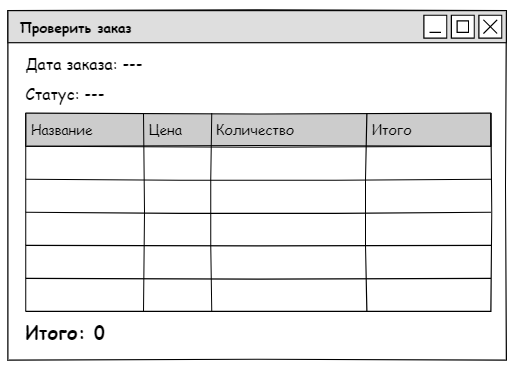 Проверить заказ
Дата заказа: ---
Статус: ---
Название Цена Количество Итого
Итого: 0